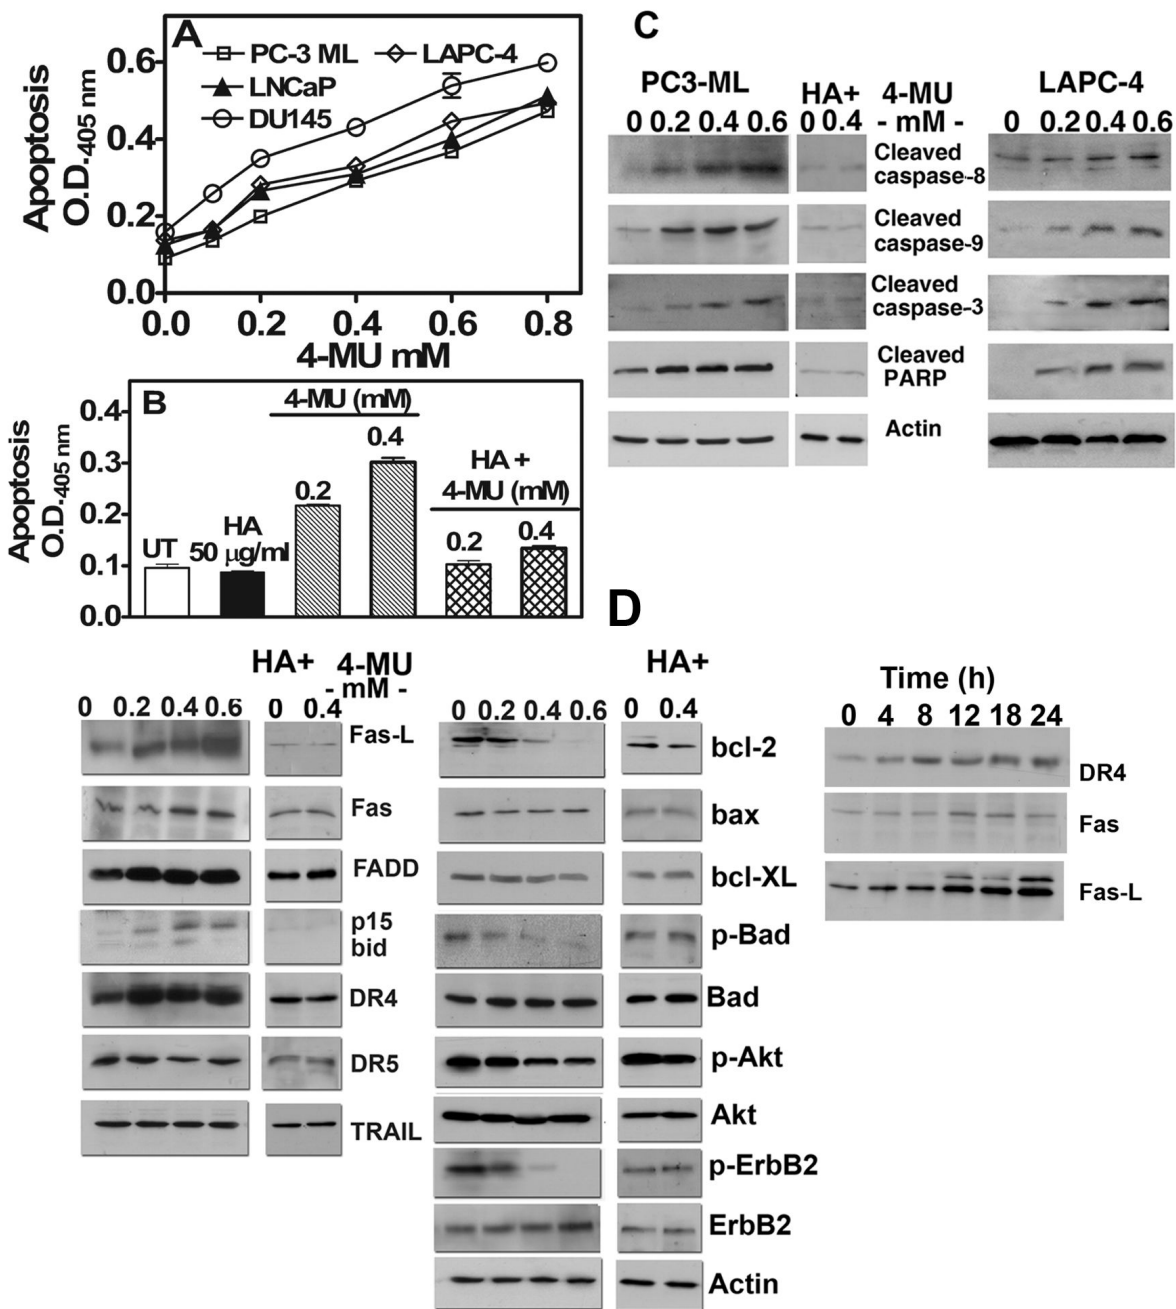 A
PC-3 ML
LAPC-4
LNCaP
DU145
Apoptosis
O.D.405 nm
0.6
0.4
0.2
0.0
0.0 0.2 0.4 0.6 0.8
4-MU mM
B
4-MU (mM)
0.4
0.2
HA +
4-MU (mM)
0.2
0.4
UT
HA
50 μg/ml
Apoptosis
O.D.405 nm
0.4
0.3
0.2
0.1
0.0
C
PC3-ML
HA+
4-MU
- mM -
LAPC-4
0 0.2 0.4 0.6
0 0.4
0 0.2 0.4 0.6
Cleaved
caspase-8
Cleaved
caspase-9
Cleaved
caspase-3
Cleaved
PARP
Actin
D
HA+
4-MU
- mM -
0 0.2 0.4 0.6
0 0.4
Fas-L
Fas
FADD
p15
bid
DR4
DR5
TRAIL
HA+
0 0.2 0.4 0.6
0 0.4
bcl-2
bax
bcl-XL
p-Bad
Bad
p-Akt
Akt
p-ErbB2
ErbB2
Actin
Time (h)
0 4 8 12 18 24
DR4
Fas
Fas-L